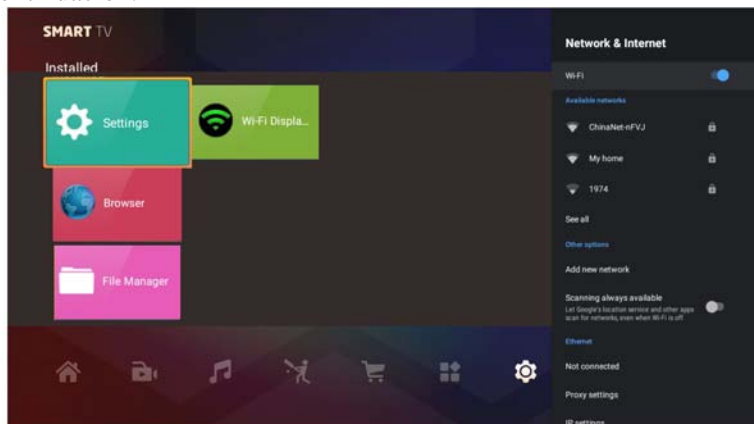 SMART TV
Installed
Settings
Wi-Fi Displa...
Browser
File Manager
Network & Internet
Wi-Fi
Available networks
ChinaNet-nFVJ
My home
1974
See all
Other options
Add new network
Scanning always available
Let Google's location service and other apps
scan for networks, even when Wi-Fi is off
Ethernet
Not connected
Proxy settings
IP settings